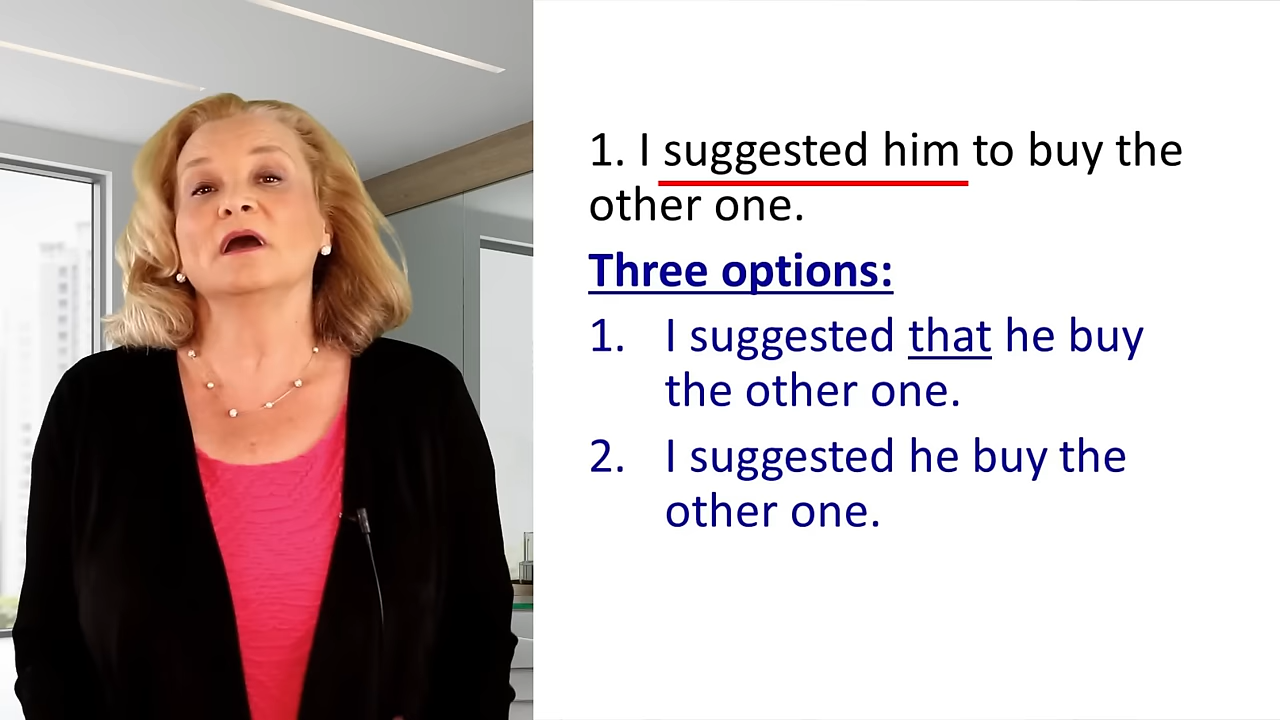 1. I suggested him to buy the
other one.
Three options:
1. I suggested that he buy
the other one.
2. I suggested he buy the
other one.